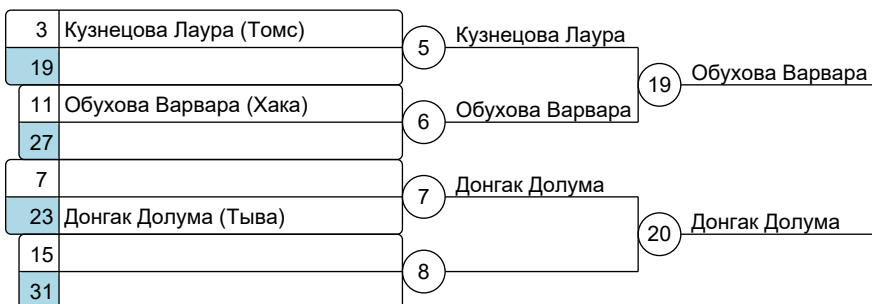 3 Кузнецова Лаура (Томс)
19
5 Кузнецова Лаура
11 Обухова Варвара (Хака)
27
6 Обухова Варвара
19 Обухова Варвара
7
23 Донгак Долума (Тыва)
7 Донгак Долума
15
31
8
20 Донгак Долума